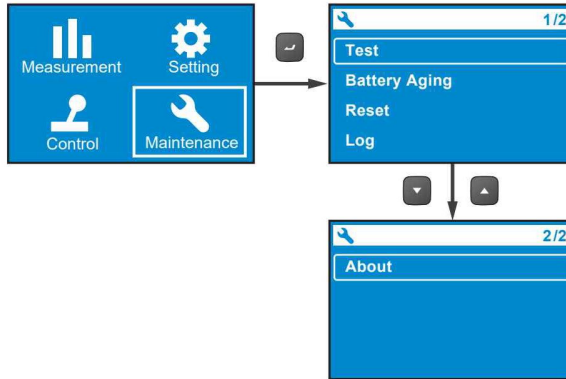 Measurement
Setting
Control
Maintenance
1/2
Test
Battery Aging
Reset
Log
2/2
About